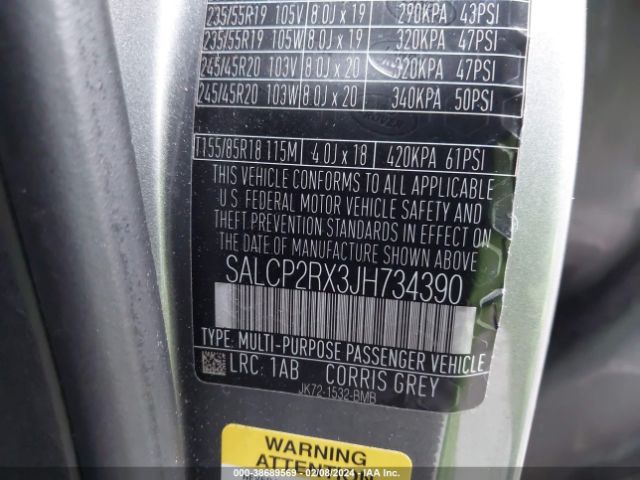 235/55R19 105V 8.0J x 19 290KPA 43PSI
235/55R19 105W 8.0J x 19 320KPA 47PSI
245/45R20 103V 8.0J x 20 320KPA 47PSI
245/45R20 103W 8.0J x 20 340KPA 50PSI
T155/85R18 115M 4.0J x 18 420KPA 61PSI
THIS VEHICLE CONFORMS TO ALL APPLICABLE
U.S. FEDERAL MOTOR VEHICLE SAFETY AND
THEFT PREVENTION STANDARDS IN EFFECT ON
THE DATE OF MANUFACTURE SHOWN ABOVE.
SALCP2RX3JH734390
TYPE: MULTI-PURPOSE PASSENGER VEHICLE
LRC: 1AB CORRIS GREY
JK72-1532-BMB
WARNING
ATTENTION
00 - 38689569 - 02/08/2024 - IAA Inc.